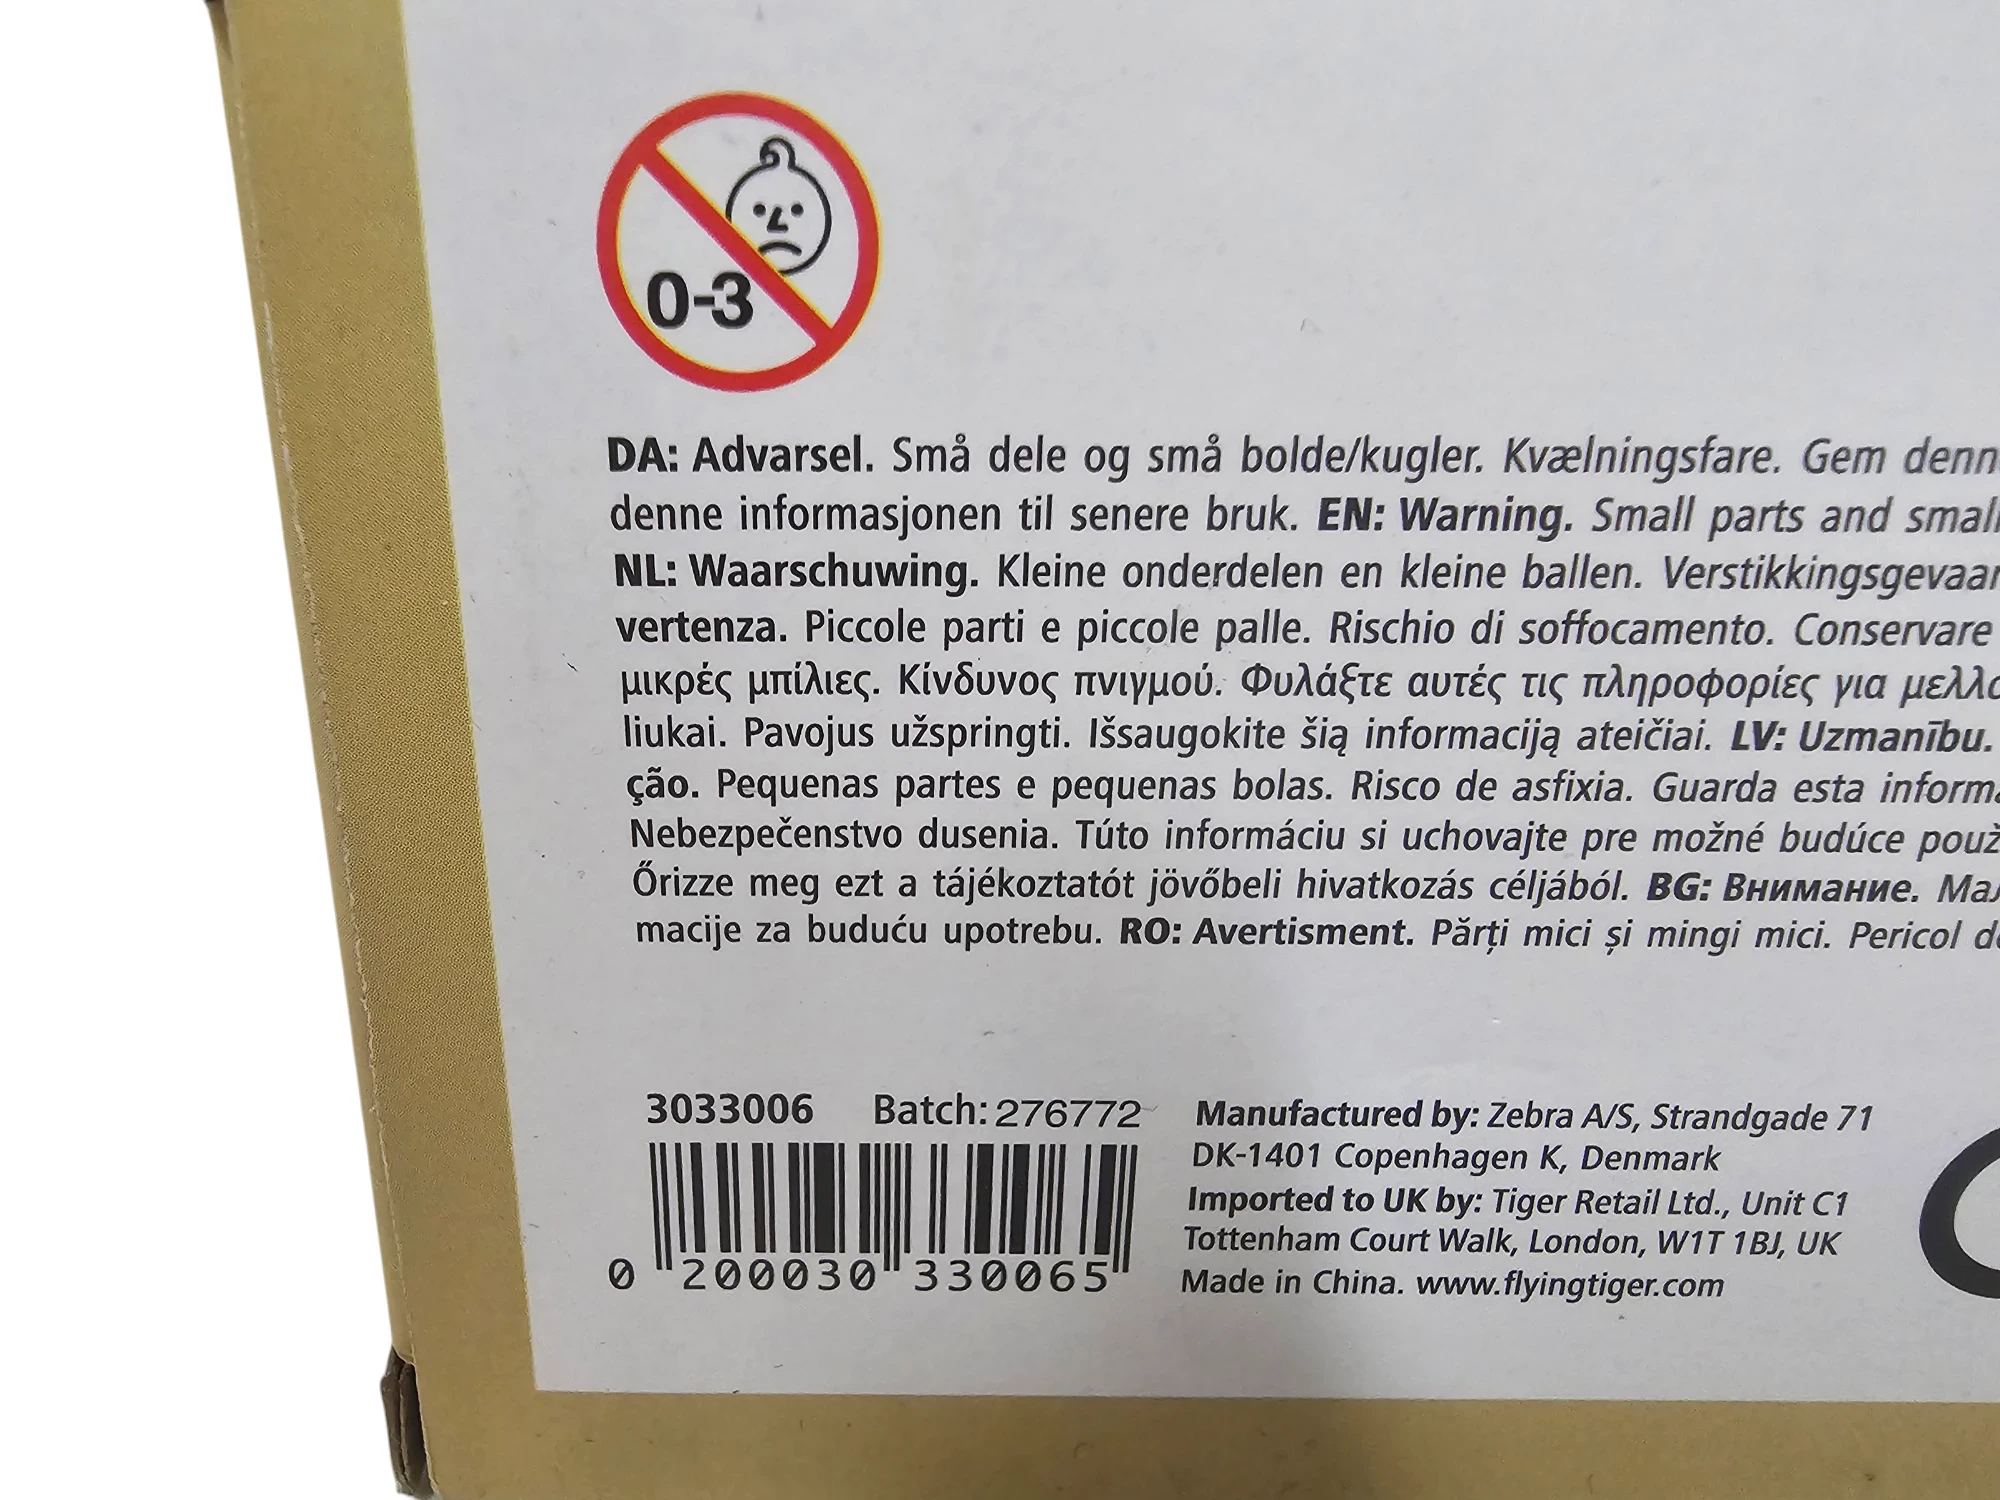 0-3
DA: Advarsel. Små dele og små bolde/kugler. Kvælningsfare. Gem
denne informasjonen til senere bruk. EN: Warning. Small parts and small
NL: Waarschuwing. Kleine onderdelen en kleine ballen. Verstikkingsgevaar
vertenza. Piccole parti e piccole palle. Rischio di soffocamento. Conservare
μικρές μπίλιες. Κίνδυνος πνιγμού. Φυλάξτε αυτές τις πληροφορίες για
liukai. Pavojus užspringti. Išsaugokite šią informaciją ateičiai. LV: Uzmanību.
ção. Pequenas partes e pequenas bolas. Risco de asfixia. Guarda esta
Nebezpečenstvo dusenia. Túto informáciu si uchovajte pre možné budúce
Őrizze meg ezt a tájékoztatót jövőbeli hivatkozás céljából. BG: Внимание.
macije za buduću upotrebu. RO: Avertisment. Părți mici și mingi mici. Pericol
3033006 Batch: 276772
0 200030 330065
Manufactured by: Zebra A/S, Strandgade 71
DK-1401 Copenhagen K, Denmark
Imported to UK by: Tiger Retail Ltd., Unit C1
Tottenham Court Walk, London, W1T 1BJ, UK
Made in China. www.flyingtiger.com